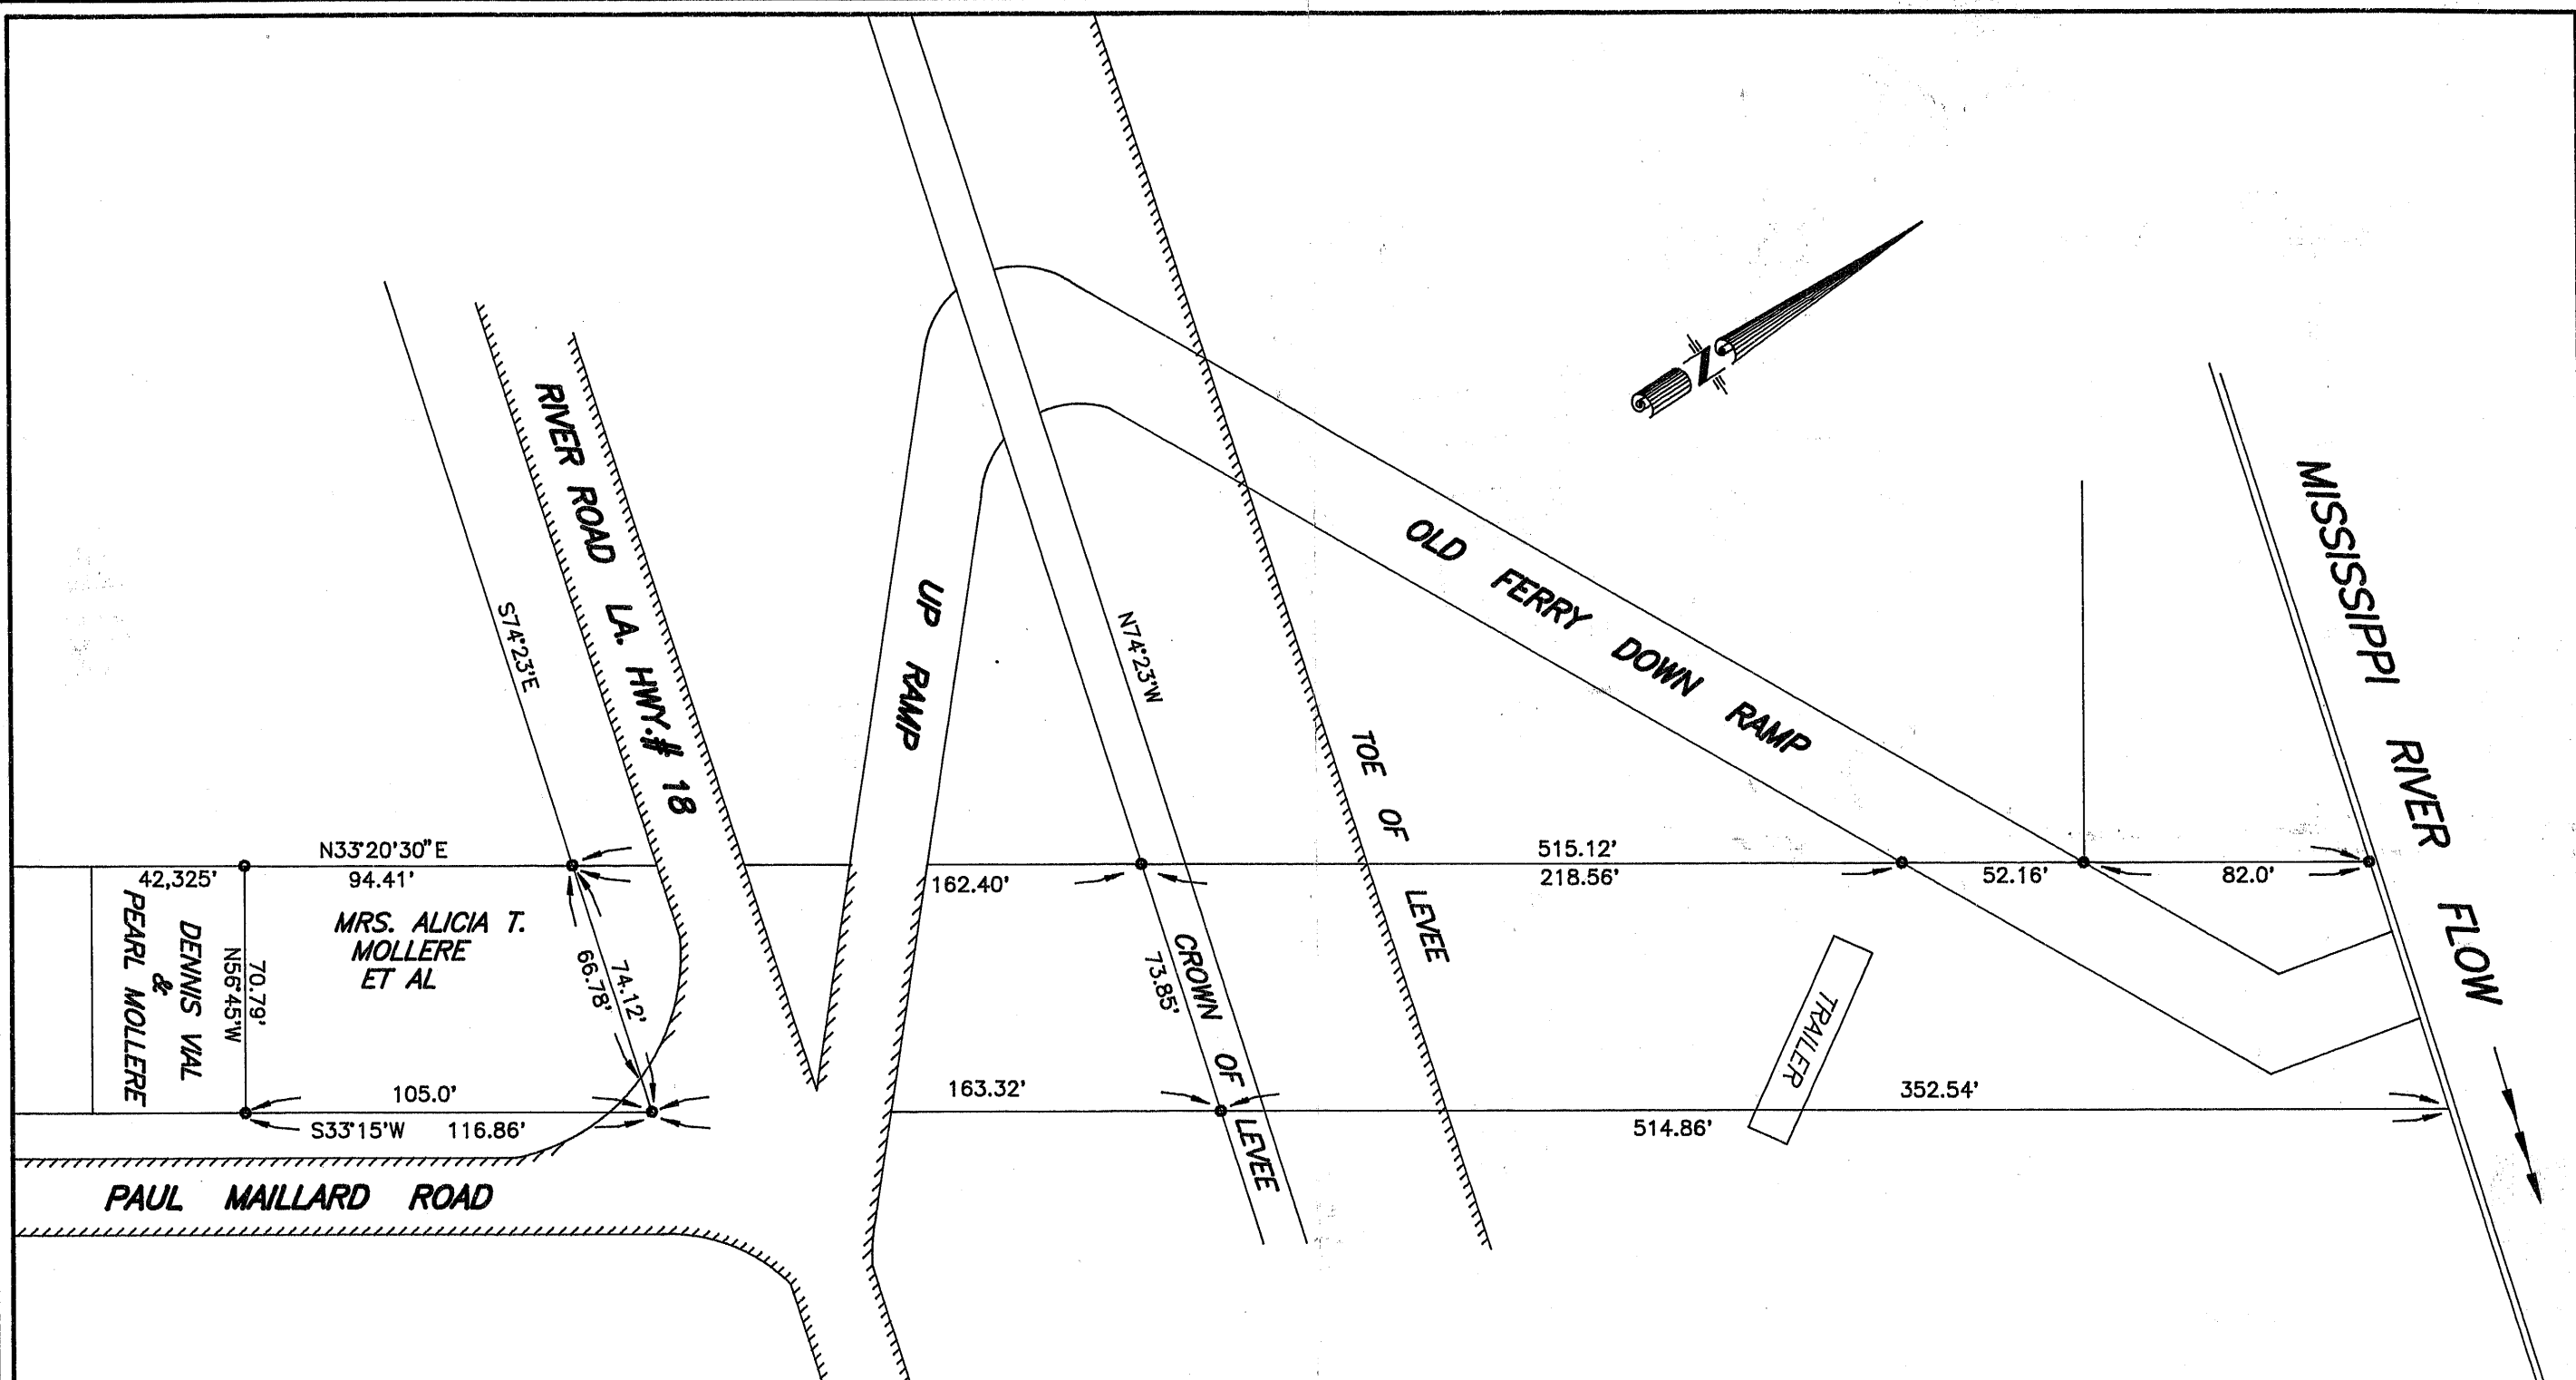 MISSISSIPPI RIVER FLOW
RIVER ROAD LA. HWY.# 18
UP RAMP
OLD FERRY DOWN RAMP
N
S74°23'E
N74°23'W
TOE OF LEVEE
CROWN OF LEVEE
73.85'
N33°20'30"E
42,325'
94.41'
162.40'
515.12'
218.56'
52.16'
82.0'
MRS. ALICIA T.
MOLLERE
ET AL
DENNIS VIAL
&
PEARL MOLLERE
70.79'
N56°45'W
74.12'
66.78'
TRAILER
105.0'
163.32'
352.54'
S33°15'W 116.86'
514.86'
PAUL MAILLARD ROAD